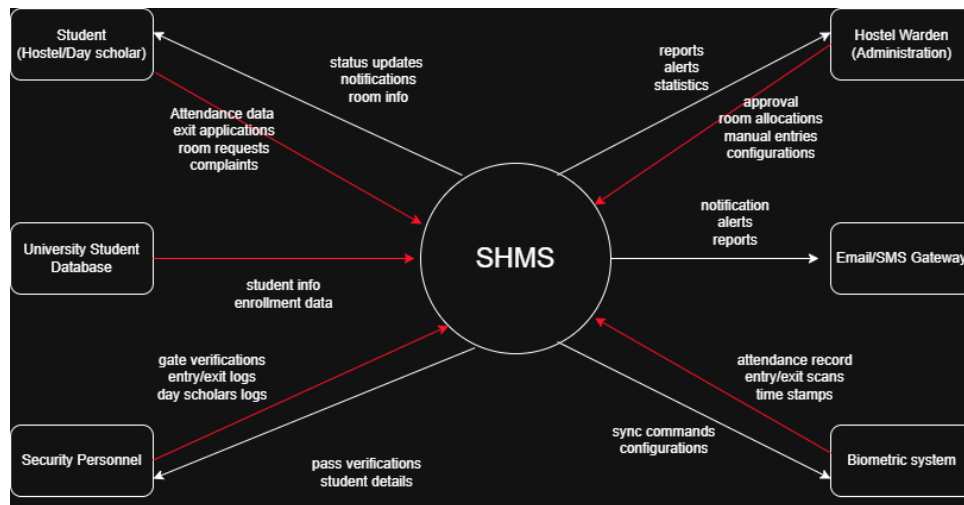 Student
(Hostel/Day scholar)
status updates
notifications
room info
reports
alerts
statistics
Hostel Warden
(Administration)
Attendance data
exit applications
room requests
complaints
approval
room allocations
manual entries
configurations
University Student
Database
student info
enrollment data
SHMS
notification
alerts
reports
Email/SMS Gateway
gate verifications
entry/exit logs
day scholars logs
attendance record
entry/exit scans
time stamps
Security Personnel
pass verifications
student details
sync commands
configurations
Biometric system